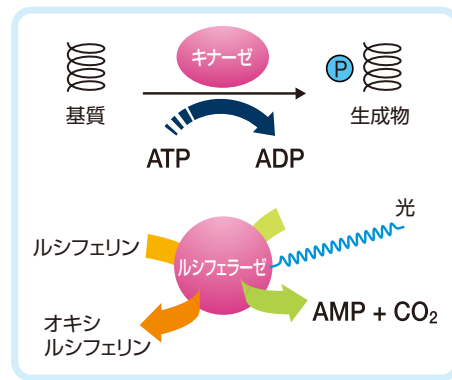 キナーゼ
P
基質
生成物
ATP
ADP
光
ルシフェリン
ルシフェラーゼ
AMP + CO₂
オキシ
ルシフェリン